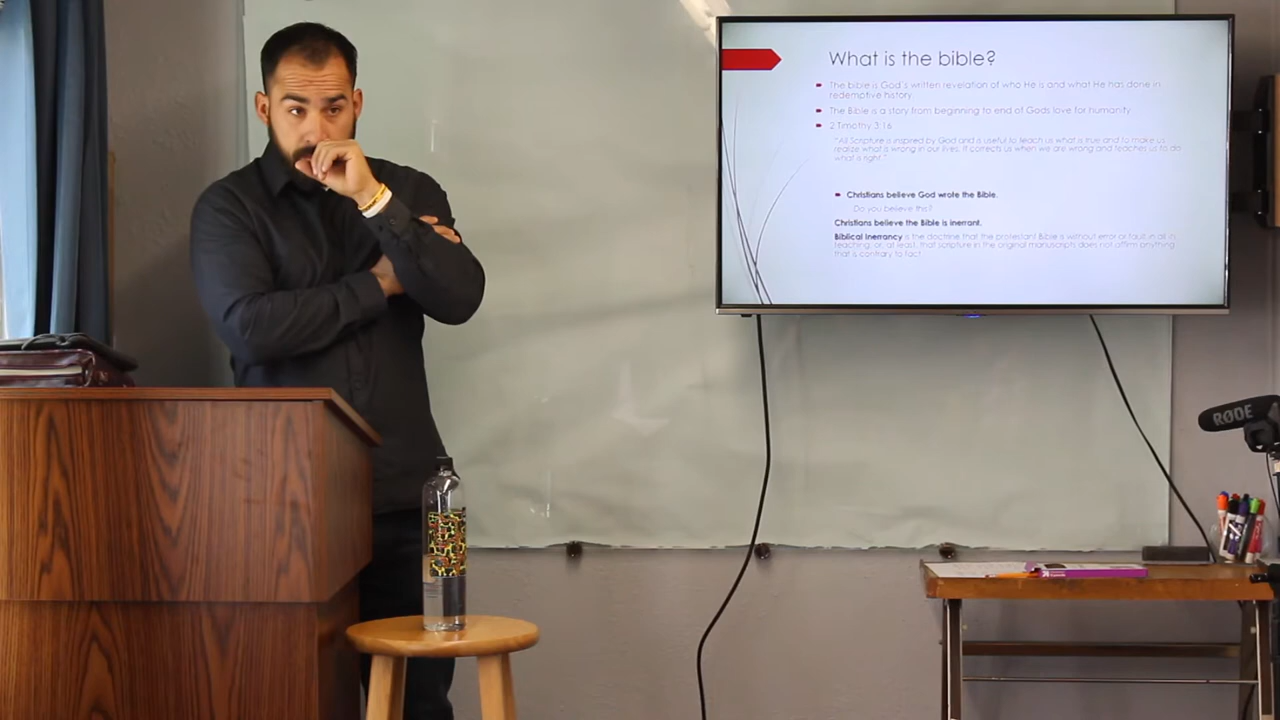 What is the bible?
The bible is God's written revelation of who He is and what He has done in
redemptive history.
The Bible is a story from beginning to end of Gods love for humanity.
2 Timothy 3:16
"All Scripture is inspired by God and is useful to teach us what is true and to make us
realize what is wrong in our lives. It corrects us when we are wrong and teaches us to do
what is right."
Christians believe God wrote the Bible.
Do you believe this?
Christians believe the Bible is inerrant.
Biblical inerrancy is the doctrine that the protestant Bible is without error or fault in all its
teaching; or, at least, that scripture in the original manuscripts does not affirm anything
that is contrary to fact
RØDE